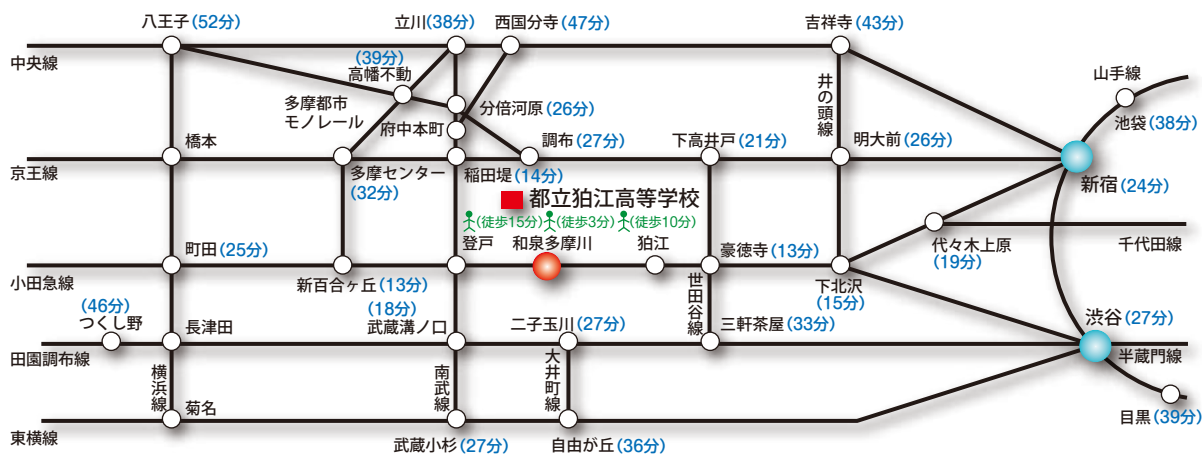 八王子(52分)
立川(38分)
西国分寺(47分)
吉祥寺(43分)
中央線
(39分)
高幡不動
山手線
池袋(38分)
多摩都市
モノレール
分倍河原(26分)
府中本町
井の頭線
橋本
調布(27分)
下高井戸(21分)
明大前(26分)
京王線
多摩センター
(32分)
稲田堤(14分)
新宿(24分)
都立狛江高等学校
(徒歩15分)
(徒歩3分)
(徒歩10分)
登戸
和泉多摩川
狛江
町田(25分)
豪徳寺(13分)
代々木上原
(19分)
千代田線
小田急線
新百合ヶ丘(13分)
世田谷線
下北沢
(15分)
(46分)
つくし野
長津田
(18分)
武蔵溝ノ口
二子玉川(27分)
三軒茶屋(33分)
渋谷(27分)
田園調布線
半蔵門線
横浜線
南武線
大井町線
菊名
目黒(39分)
東横線
武蔵小杉(27分)
自由が丘(36分)